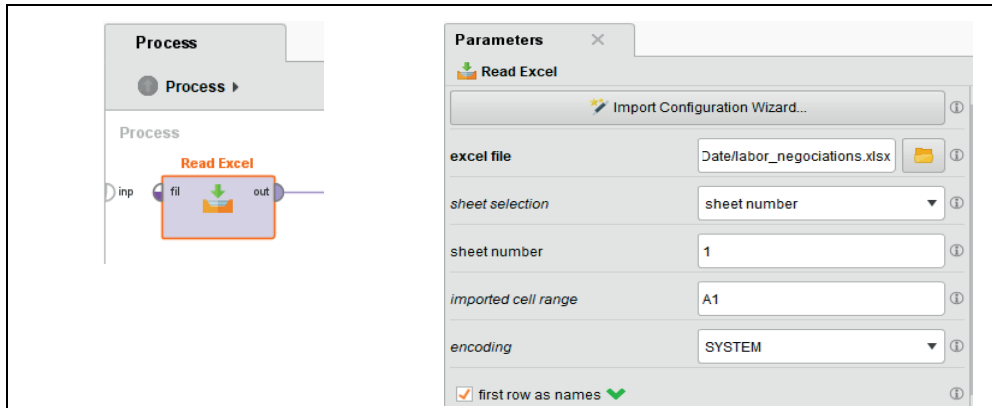 Process
Process
Process
Read Excel
inp fil out
Parameters
Read Excel
Import Configuration Wizard...
excel file Date/labor_negociations.xlsx
sheet selection sheet number
sheet number 1
imported cell range A1
encoding SYSTEM
first row as names